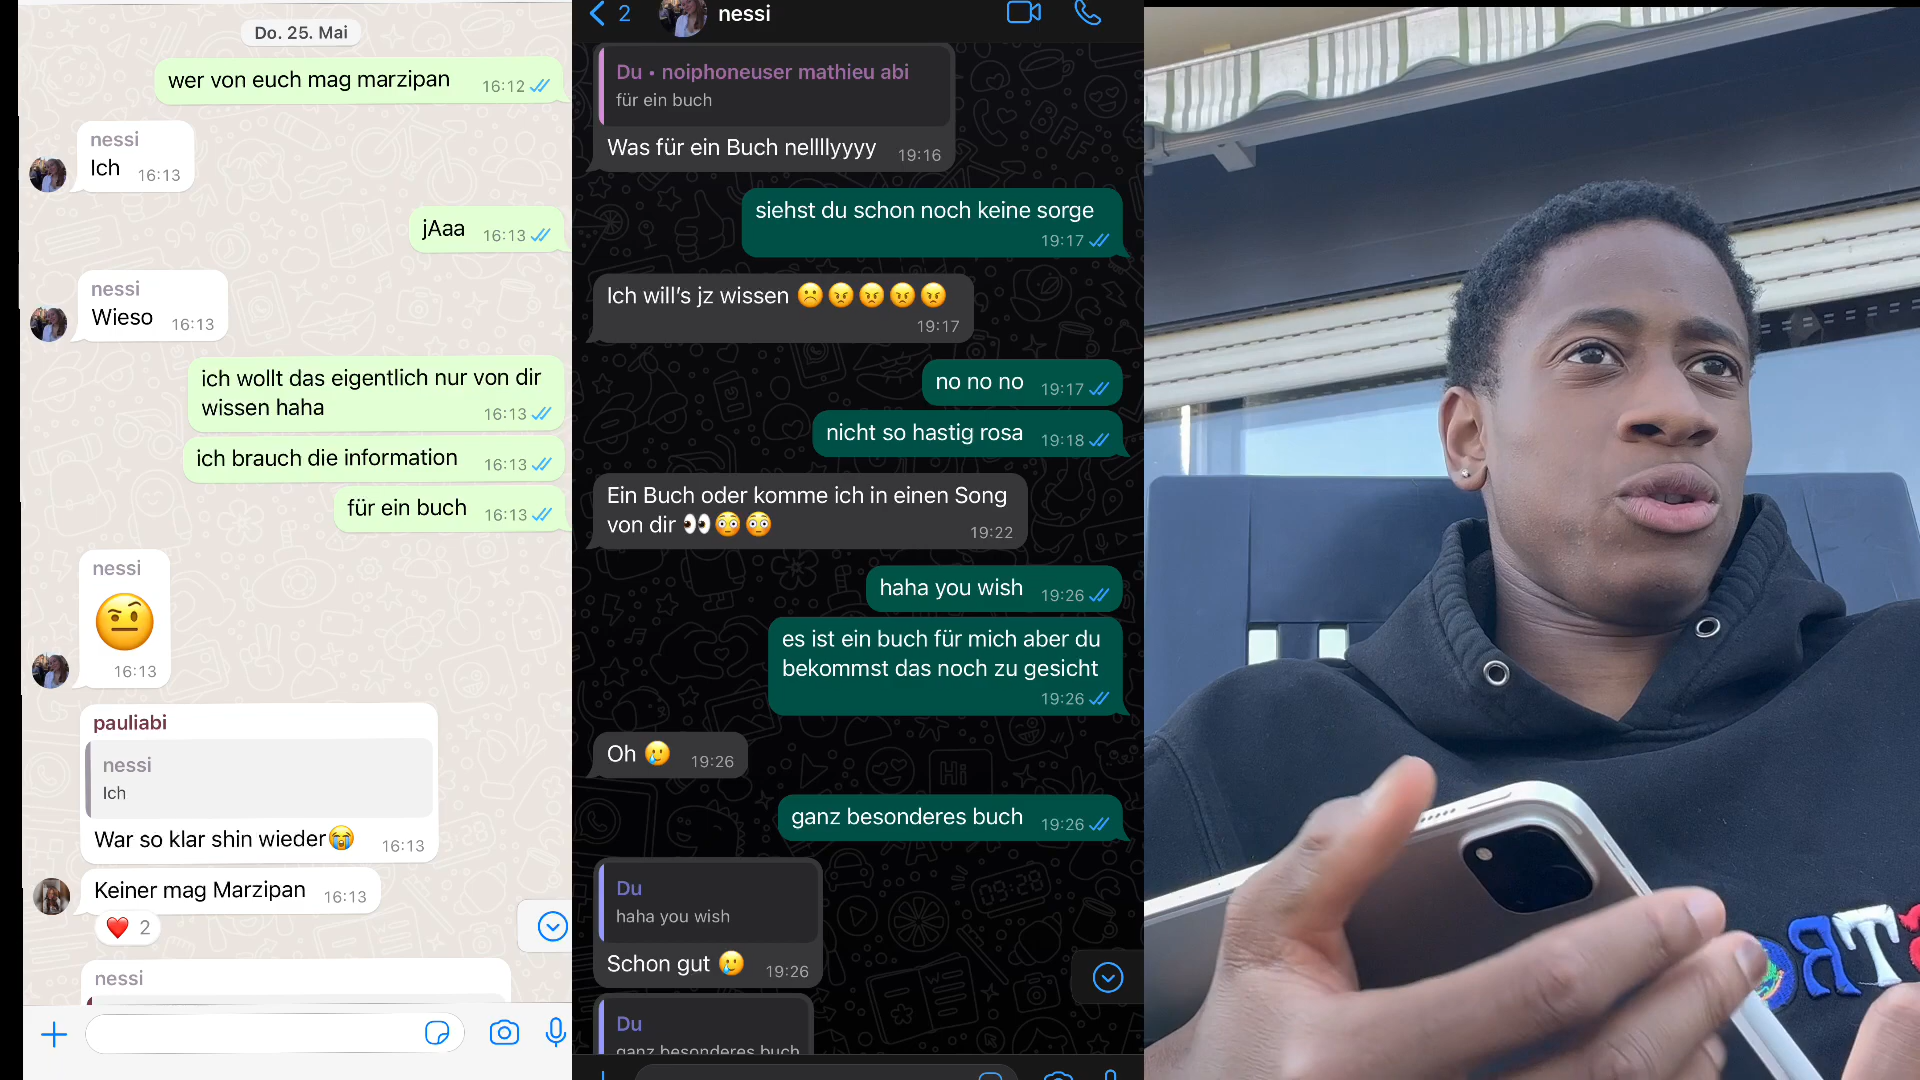 Do. 25. Mai
wer von euch mag marzipan
16:12
nessi
Ich
16:13
jAaa
16:13
nessi
Wieso
16:13
ich wollt das eigentlich nur von dir
wissen haha
16:13
ich brauch die information
16:13
für ein buch
16:13
nessi
16:13
pauliabi
nessi
Ich
War so klar shin wieder😭
16:13
Keiner mag Marzipan
16:13
2
nessi
2
nessi
Du • noiphoneuser mathieu abi
für ein buch
Was für ein Buch nellllyyyy
19:16
siehst du schon noch keine sorge
19:17
Ich will's jz wissen ☹️😠😠😠😠
19:17
no no no
19:17
nicht so hastig rosa
19:18
Ein Buch oder komme ich in einen Song
von dir 👀😳😳
19:22
haha you wish
19:26
es ist ein buch für mich aber du
bekommst das noch zu gesicht
19:26
Oh 🥲
19:26
ganz besonderes buch
19:26
Du
haha you wish
Schon gut 🥲
19:26
Du
ganz besonderes buch